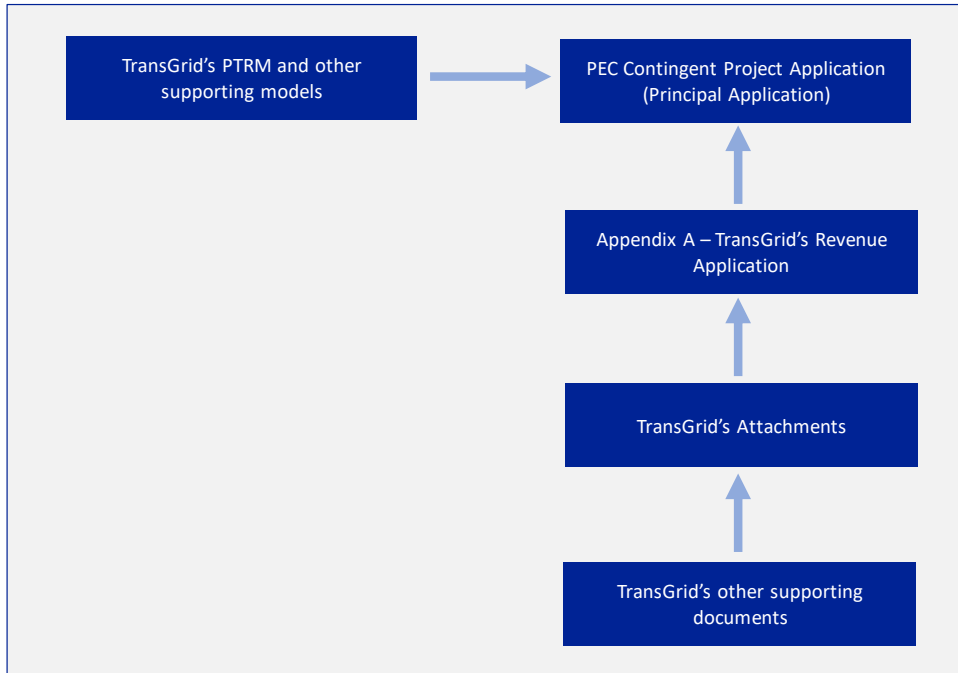 TransGrid's PTRM and other
supporting models
PEC Contingent Project Application
(Principal Application)
Appendix A – TransGrid's Revenue
Application
TransGrid's Attachments
TransGrid's other supporting
documents